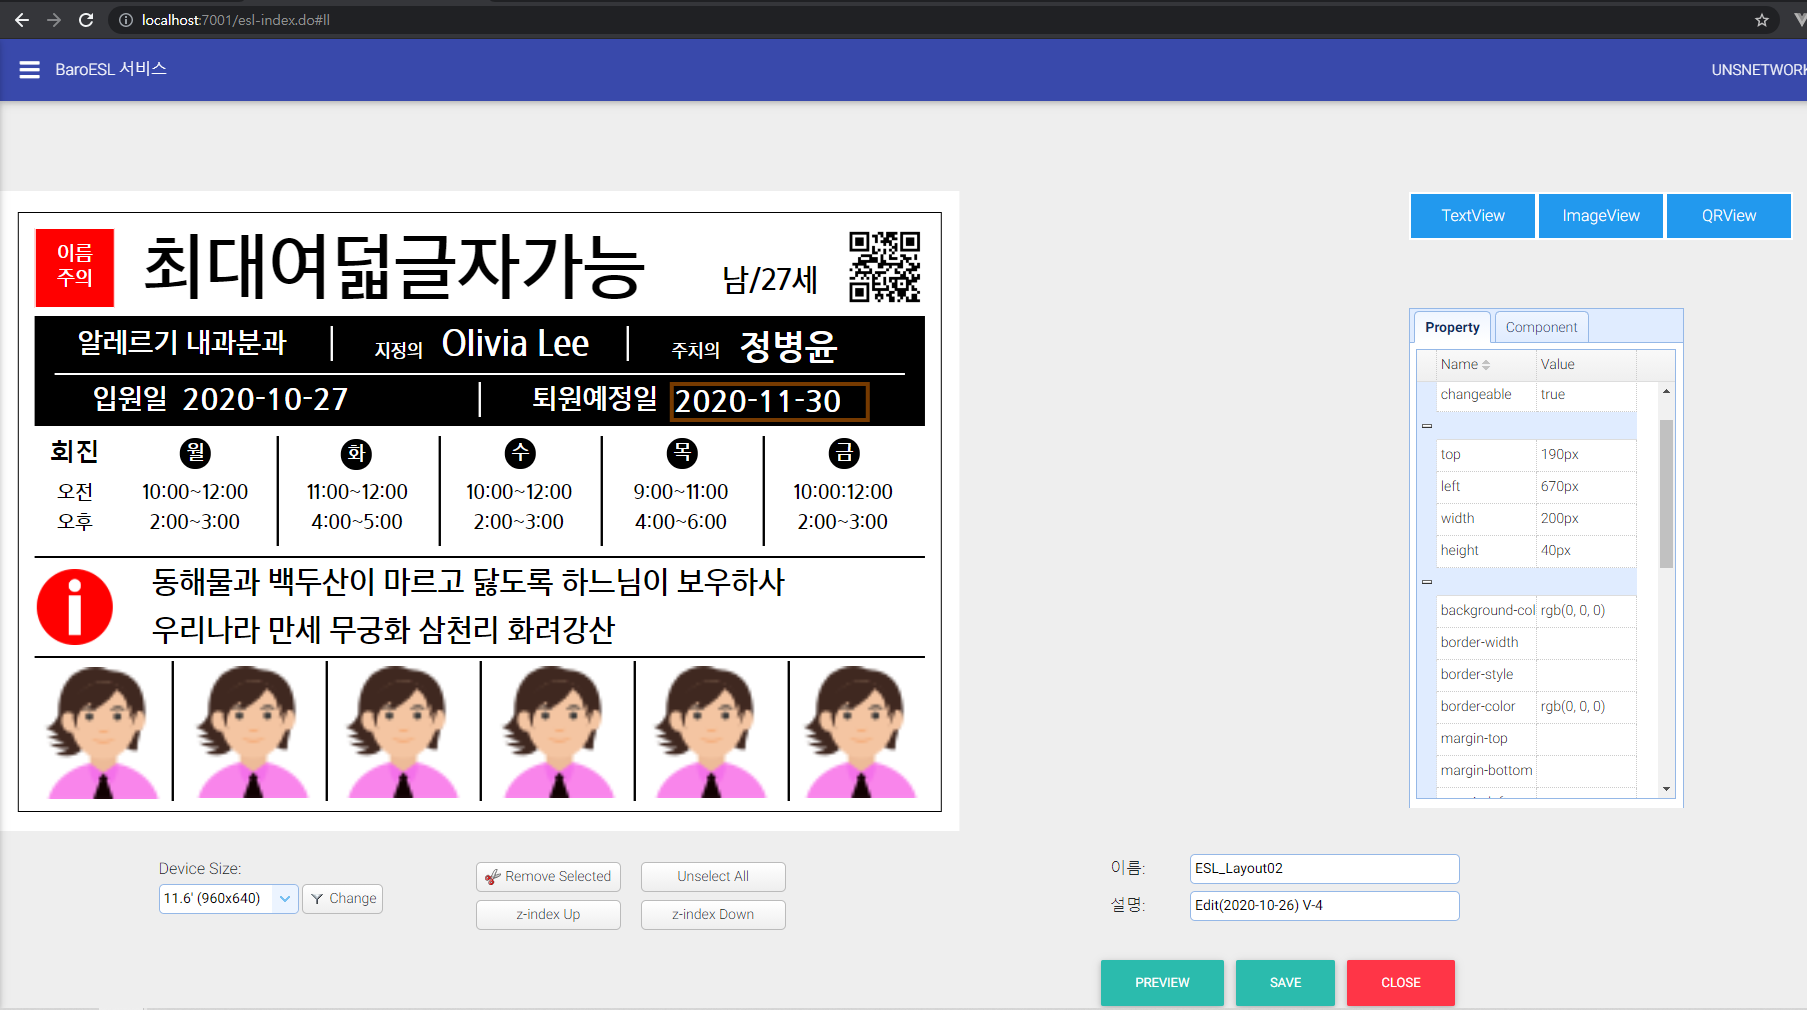 localhost:7001/esl-index.do#ll
BaroESL 서비스
UNSNETWORK
TextView
ImageView
QRView
이름
주의
최대여덟글자가능
남/27세
알레르기 내과분과
지정의 Olivia Lee
주치의 정병윤
입원일 2020-10-27
퇴원예정일 2020-11-30
회진 월 화 수 목 금
오전 10:00~12:00 11:00~12:00 10:00~12:00 9:00~11:00 10:00:12:00
오후 2:00~3:00 4:00~5:00 2:00~3:00 4:00~6:00 2:00~3:00
동해물과 백두산이 마르고 닳도록 하느님이 보우하사
우리나라 만세 무궁화 삼천리 화려강산
Property
Component
Name Value
changeable true
top 190px
left 670px
width 200px
height 40px
background-col rgb(0, 0, 0)
border-width
border-style
border-color rgb(0, 0, 0)
margin-top
margin-bottom
Device Size:
11.6' (960x640)
Change
Remove Selected
Unselect All
z-index Up
z-index Down
이름: ESL_Layout02
설명: Edit(2020-10-26) V-4
PREVIEW
SAVE
CLOSE